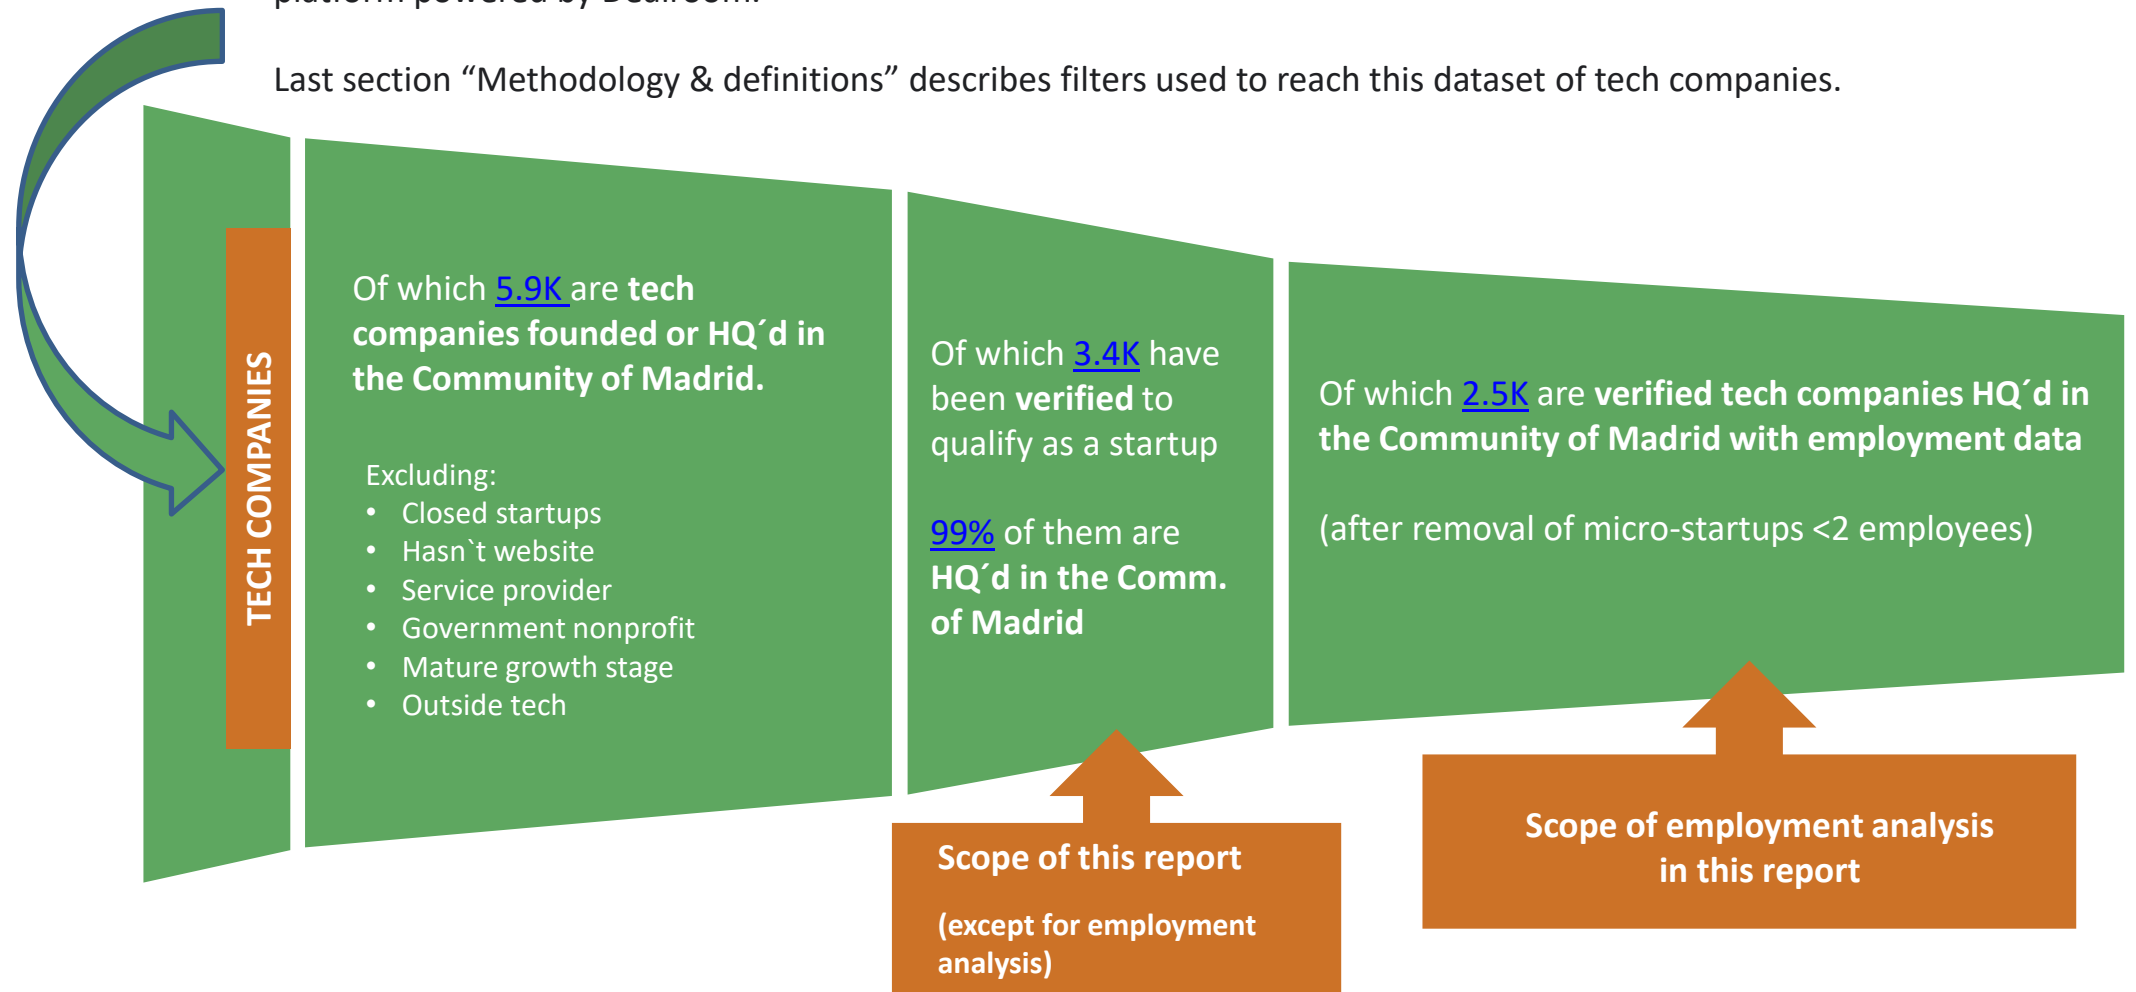 platform powered by Dealroom.
Last section “Methodology & definitions” describes filters used to reach this dataset of tech companies.
TECH COMPANIES
Of which 5.9K are tech
companies founded or HQ´d in
the Community of Madrid.
Excluding:
• Closed startups
• Hasn`t website
• Service provider
• Government nonprofit
• Mature growth stage
• Outside tech
Of which 3.4K have
been verified to
qualify as a startup
99% of them are
HQ´d in the Comm.
of Madrid
Of which 2.5K are verified tech companies HQ´d in
the Community of Madrid with employment data
(after removal of micro-startups <2 employees)
Scope of this report
(except for employment
analysis)
Scope of employment analysis
in this report